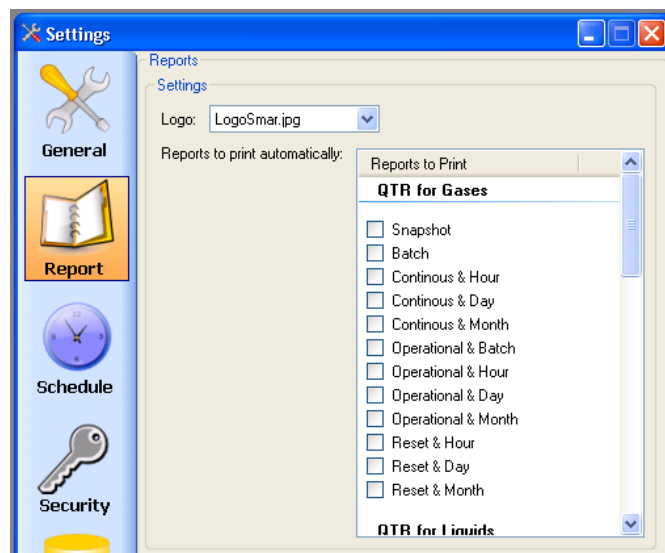 Settings
General
Report
Schedule
Security
Reports
Settings
Logo: LogoSmar.jpg
Reports to print automatically:
Reports to Print
QTR for Gases
Snapshot
Batch
Continous & Hour
Continous & Day
Continous & Month
Operational & Batch
Operational & Hour
Operational & Day
Operational & Month
Reset & Hour
Reset & Day
Reset & Month
QTR for Liquids